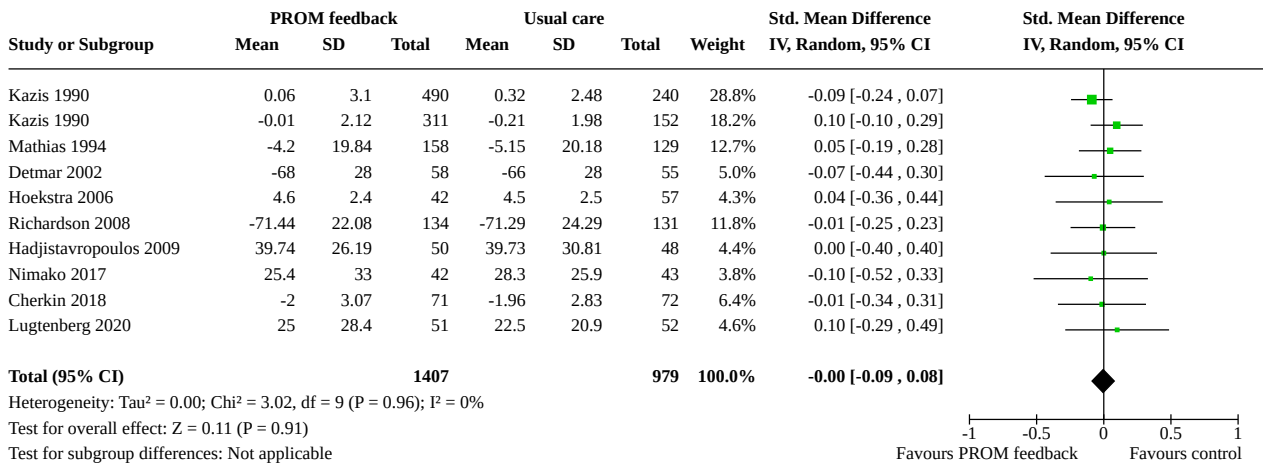 PROM feedback Usual care Std. Mean Difference Std. Mean Difference
Study or Subgroup Mean SD Total Mean SD Total Weight IV, Random, 95% CI IV, Random, 95% CI
Kazis 1990 0.06 3.1 490 0.32 2.48 240 28.8% -0.09 [-0.24 , 0.07]
Kazis 1990 -0.01 2.12 311 -0.21 1.98 152 18.2% 0.10 [-0.10 , 0.29]
Mathias 1994 -4.2 19.84 158 -5.15 20.18 129 12.7% 0.05 [-0.19 , 0.28]
Detmar 2002 -68 28 58 -66 28 55 5.0% -0.07 [-0.44 , 0.30]
Hoekstra 2006 4.6 2.4 42 4.5 2.5 57 4.3% 0.04 [-0.36 , 0.44]
Richardson 2008 -71.44 22.08 134 -71.29 24.29 131 11.8% -0.01 [-0.25 , 0.23]
Hadjistavropoulos 2009 39.74 26.19 50 39.73 30.81 48 4.4% 0.00 [-0.40 , 0.40]
Nimako 2017 25.4 33 42 28.3 25.9 43 3.8% -0.10 [-0.52 , 0.33]
Cherkin 2018 -2 3.07 71 -1.96 2.83 72 6.4% -0.01 [-0.34 , 0.31]
Lugtenberg 2020 25 28.4 51 22.5 20.9 52 4.6% 0.10 [-0.29 , 0.49]
Total (95% CI) 1407 979 100.0% -0.00 [-0.09 , 0.08]
Heterogeneity: Tau² = 0.00; Chi² = 3.02, df = 9 (P = 0.96); I² = 0%
Test for overall effect: Z = 0.11 (P = 0.91)
Test for subgroup differences: Not applicable
-1 -0.5 0 0.5 1
Favours PROM feedback Favours control